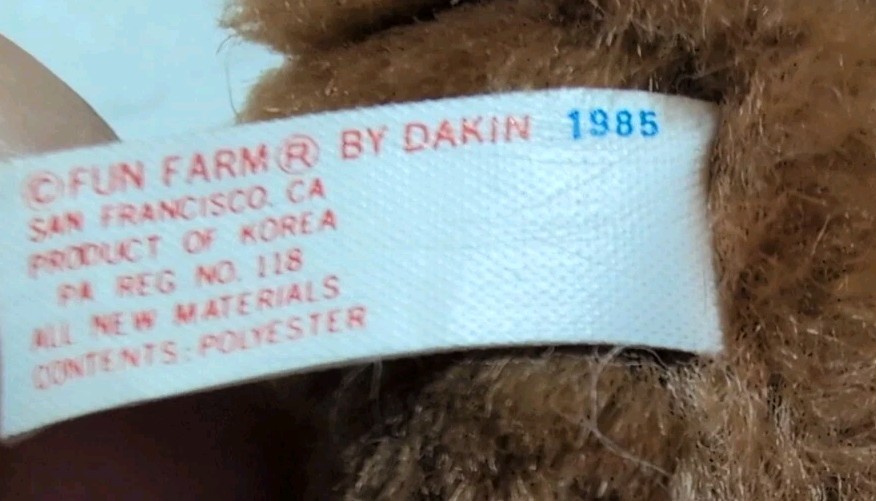 ©FUN FARM® BY DAKIN 1985
SAN FRANCISCO. CA
PRODUCT OF KOREA
PA REG NO. 118
ALL NEW MATERIALS
CONTENTS: POLYESTER